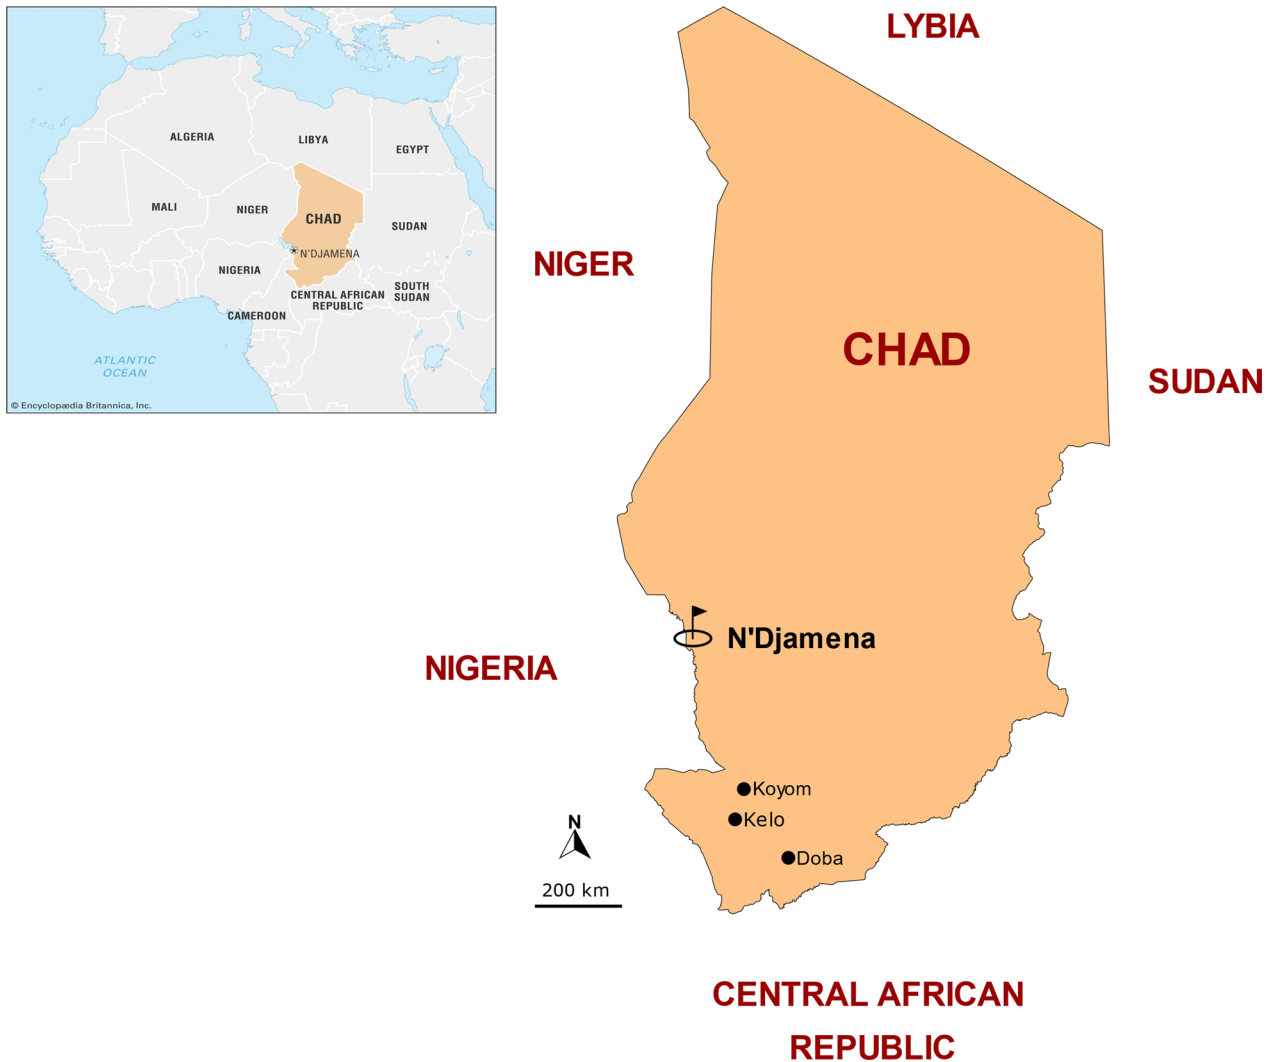 ALGERIA
LIBYA
EGYPT
MALI
NIGER
CHAD
SUDAN
N'DJAMENA
NIGERIA
CENTRAL AFRICAN
REPUBLIC
SOUTH
SUDAN
CAMEROON
ATLANTIC
OCEAN
© Encyclopædia Britannica, Inc.
LYBIA
NIGER
CHAD
SUDAN
N'Djamena
NIGERIA
Koyom
Kelo
Doba
N
200 km
CENTRAL AFRICAN
REPUBLIC